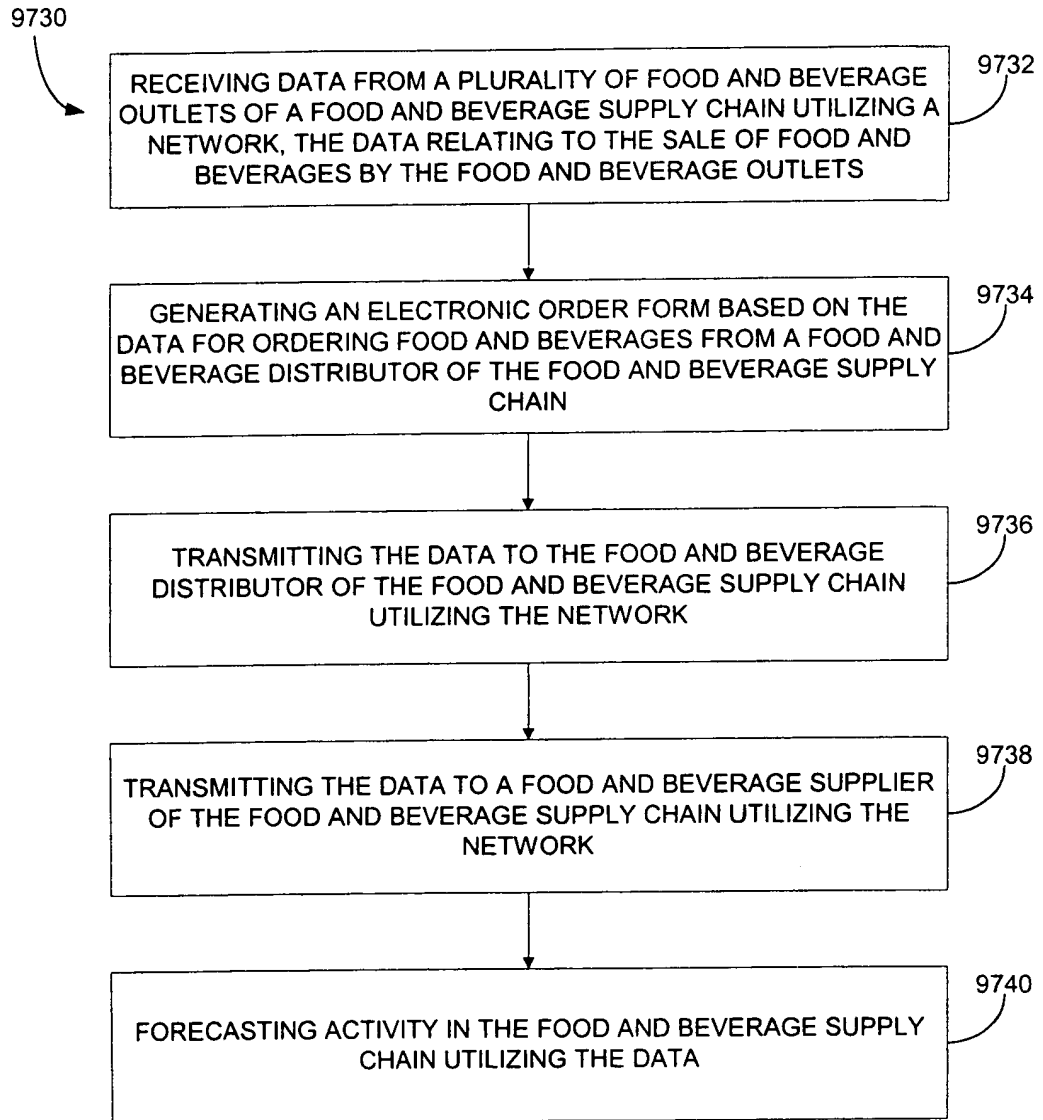 9730
RECEIVING DATA FROM A PLURALITY OF FOOD AND BEVERAGE
OUTLETS OF A FOOD AND BEVERAGE SUPPLY CHAIN UTILIZING A
NETWORK, THE DATA RELATING TO THE SALE OF FOOD AND
BEVERAGES BY THE FOOD AND BEVERAGE OUTLETS
9732
GENERATING AN ELECTRONIC ORDER FORM BASED ON THE
DATA FOR ORDERING FOOD AND BEVERAGES FROM A FOOD AND
BEVERAGE DISTRIBUTOR OF THE FOOD AND BEVERAGE SUPPLY
CHAIN
9734
TRANSMITTING THE DATA TO THE FOOD AND BEVERAGE
DISTRIBUTOR OF THE FOOD AND BEVERAGE SUPPLY CHAIN
UTILIZING THE NETWORK
9736
TRANSMITTING THE DATA TO A FOOD AND BEVERAGE SUPPLIER
OF THE FOOD AND BEVERAGE SUPPLY CHAIN UTILIZING THE
NETWORK
9738
FORECASTING ACTIVITY IN THE FOOD AND BEVERAGE SUPPLY
CHAIN UTILIZING THE DATA
9740